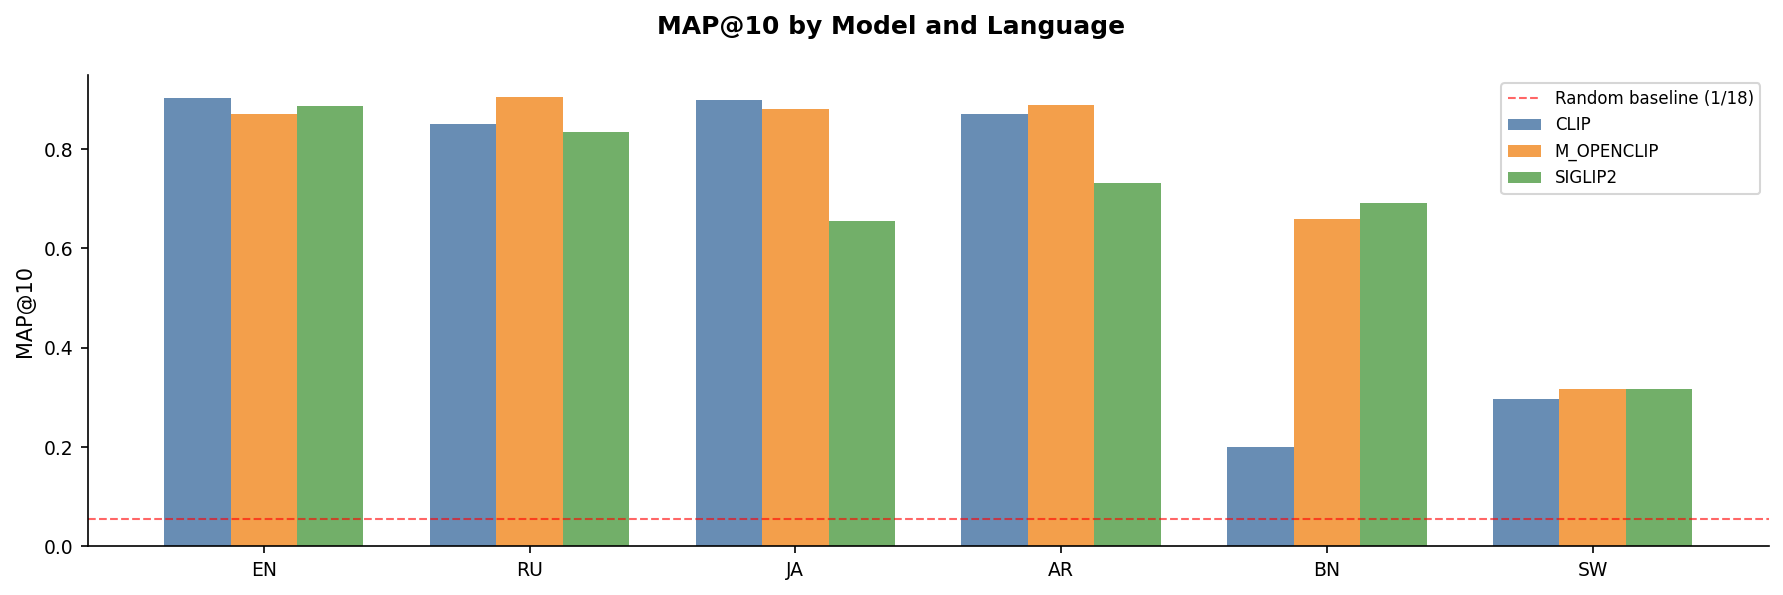 MAP@10 by Model and Language
Random baseline (1/18)
CLIP
M_OPENCLIP
SIGLIP2
MAP@10
0.8
0.6
0.4
0.2
0.0
EN RU JA AR BN SW